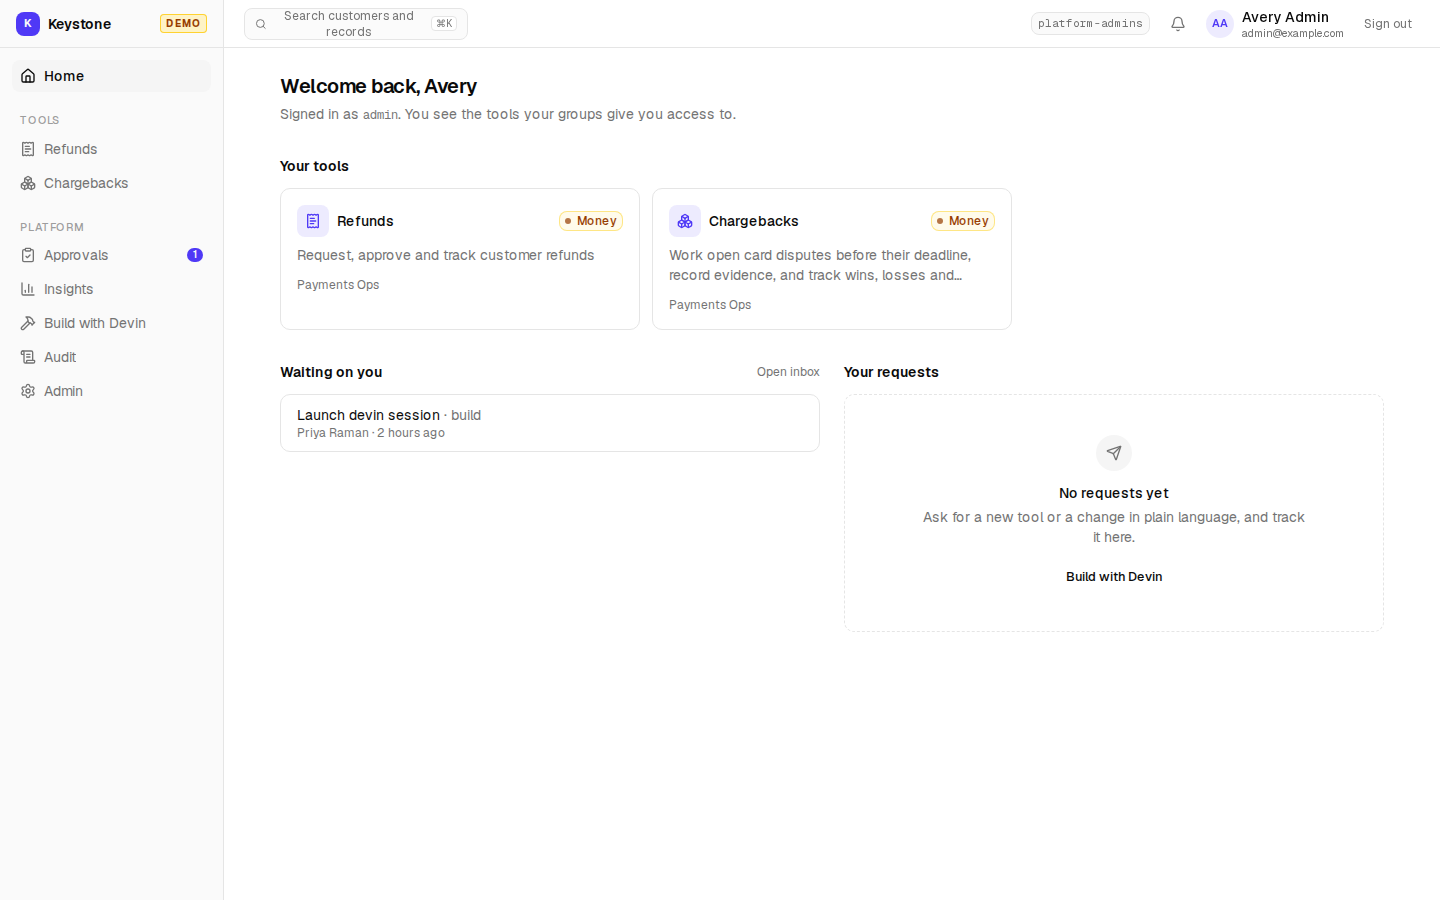 K Keystone DEMO
Search customers and records ⌘K
platform-admins
AA
Avery Admin
admin@example.com
Sign out
Home
TOOLS
Refunds
Chargebacks
PLATFORM
Approvals 1
Insights
Build with Devin
Audit
Admin
Welcome back, Avery
Signed in as admin. You see the tools your groups give you access to.
Your tools
Refunds Money
Request, approve and track customer refunds
Payments Ops
Chargebacks Money
Work open card disputes before their deadline,
record evidence, and track wins, losses and…
Payments Ops
Waiting on you Open inbox
Launch devin session · build
Priya Raman · 2 hours ago
Your requests
No requests yet
Ask for a new tool or a change in plain language, and track
it here.
Build with Devin